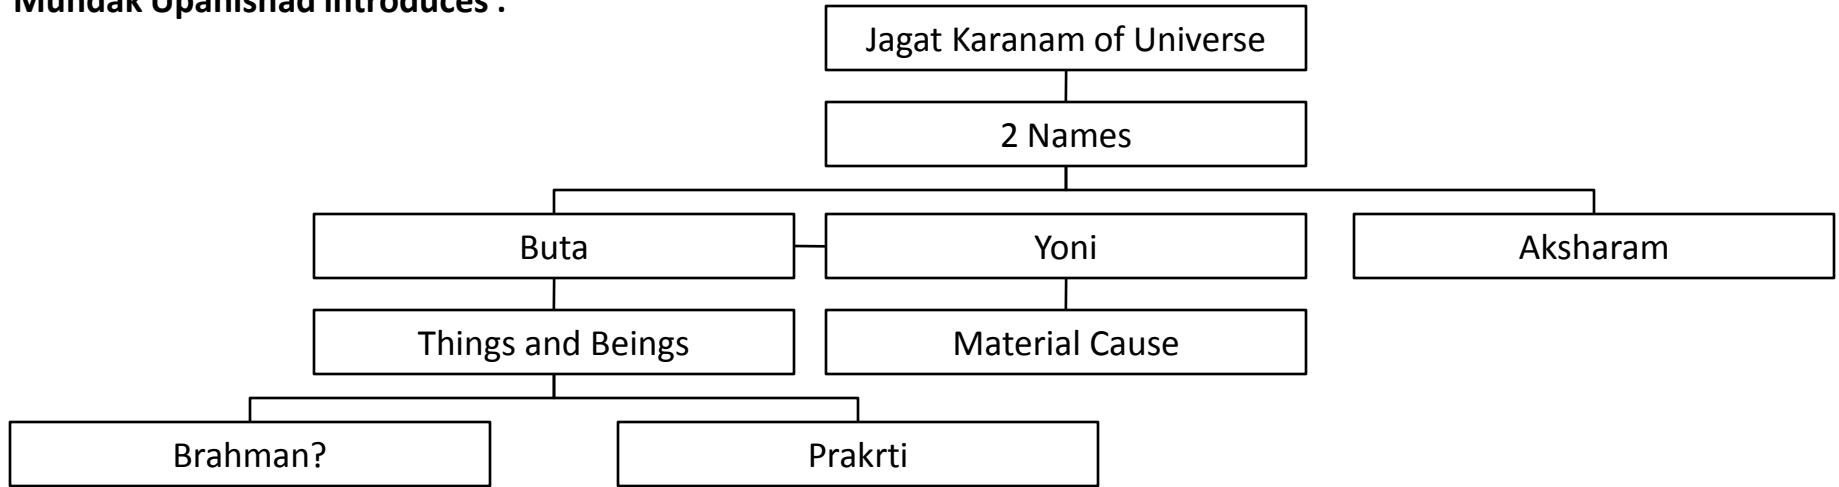 Mundak Upanishad introduces :
Jagat Karanam of Universe
2 Names
Buta
Yoni
Aksharam
Things and Beings
Material Cause
Brahman?
Prakrti